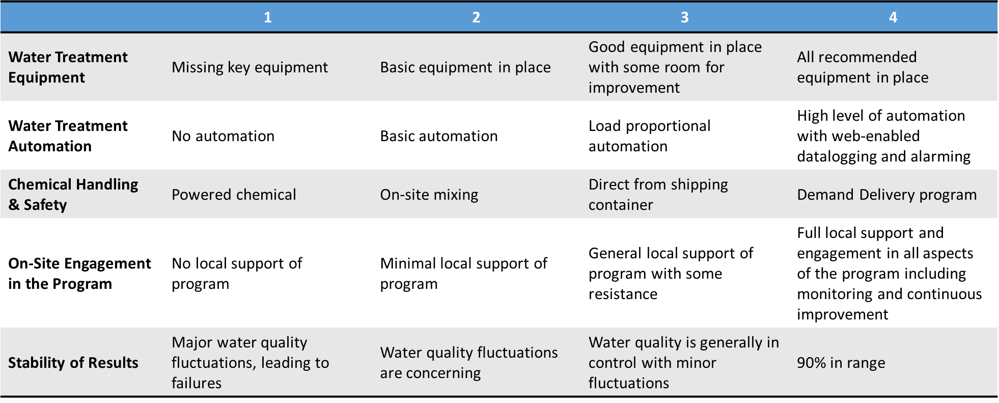 1 2 3 4
Water Treatment
Equipment
Missing key equipment
Basic equipment in place
Good equipment in place
with some room for
improvement
All recommended
equipment in place
Water Treatment
Automation
No automation
Basic automation
Load proportional
automation
High level of automation
with web-enabled
datalogging and alarming
Chemical Handling
& Safety
Powered chemical
On-site mixing
Direct from shipping
container
Demand Delivery program
On-Site Engagement
in the Program
No local support of
program
Minimal local support of
program
General local support of
program with some
resistance
Full local support and
engagement in all aspects
of the program including
monitoring and continuous
improvement
Stability of Results
Major water quality
fluctuations, leading to
failures
Water quality fluctuations
are concerning
Water quality is generally in
control with minor
fluctuations
90% in range